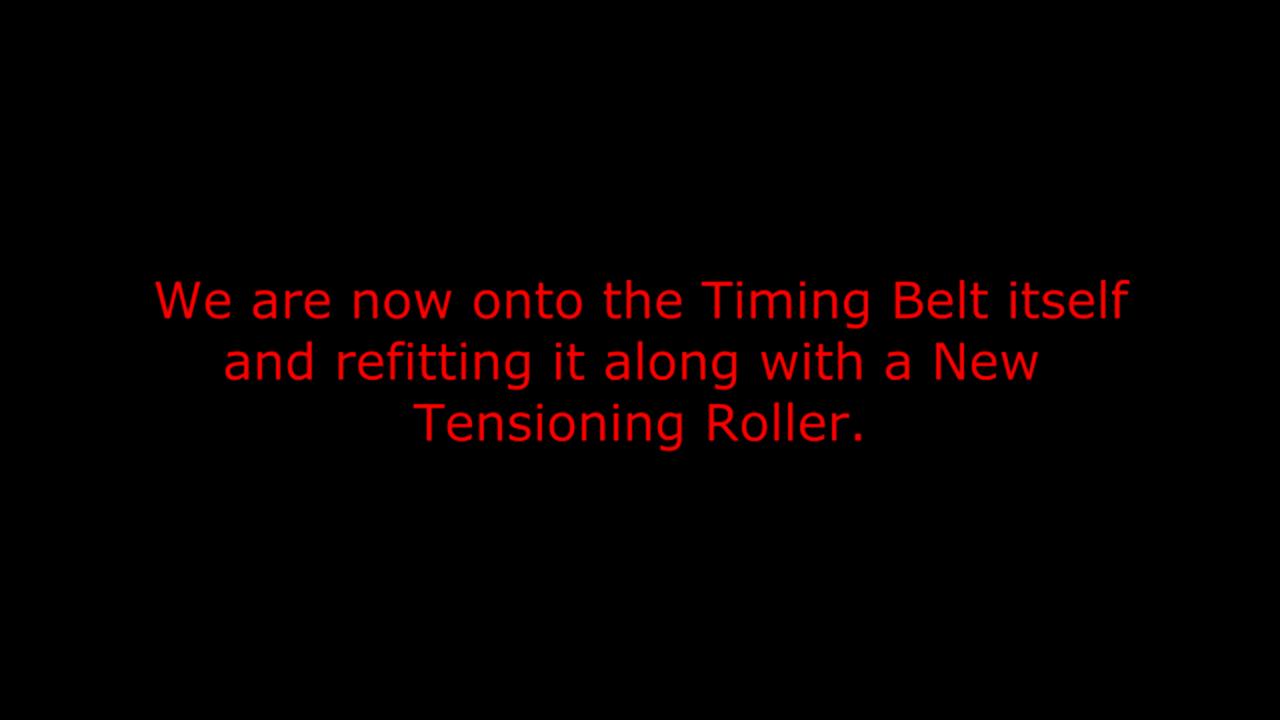 We are now onto the Timing Belt itself
and refitting it along with a New
Tensioning Roller.